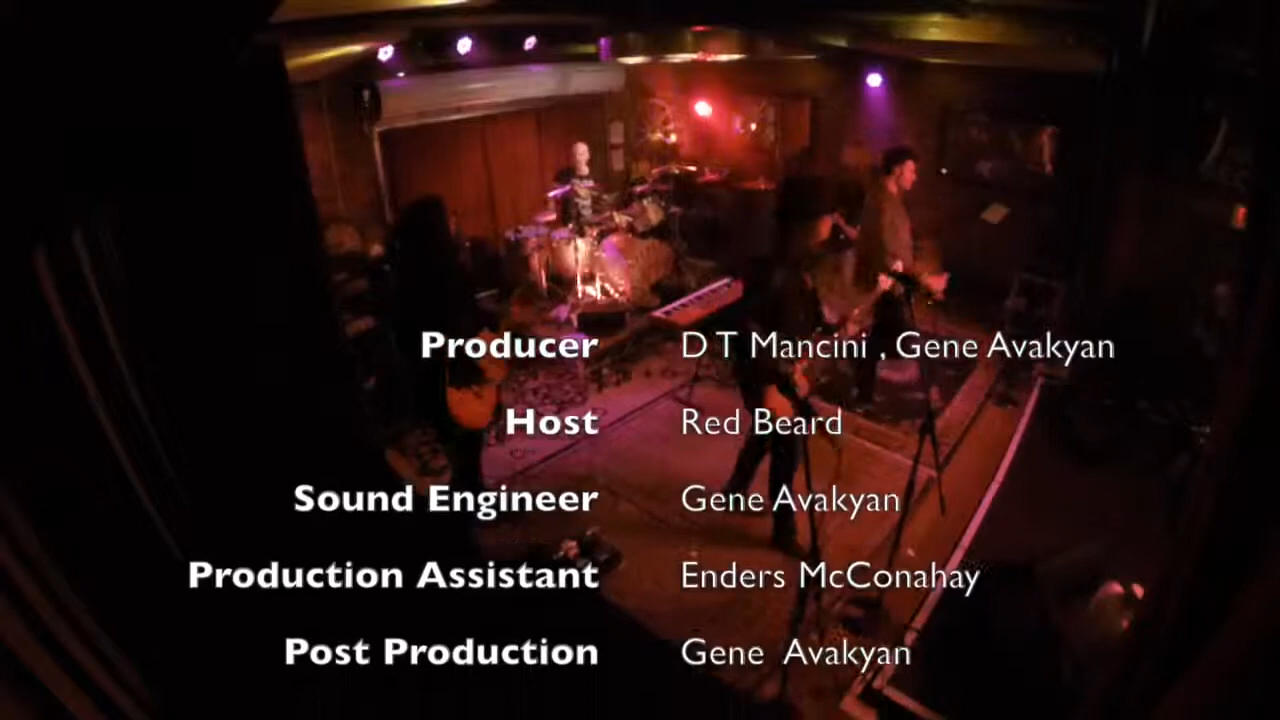 Producer D T Mancini , Gene Avakyan
Host Red Beard
Sound Engineer Gene Avakyan
Production Assistant Enders McConahay
Post Production Gene Avakyan